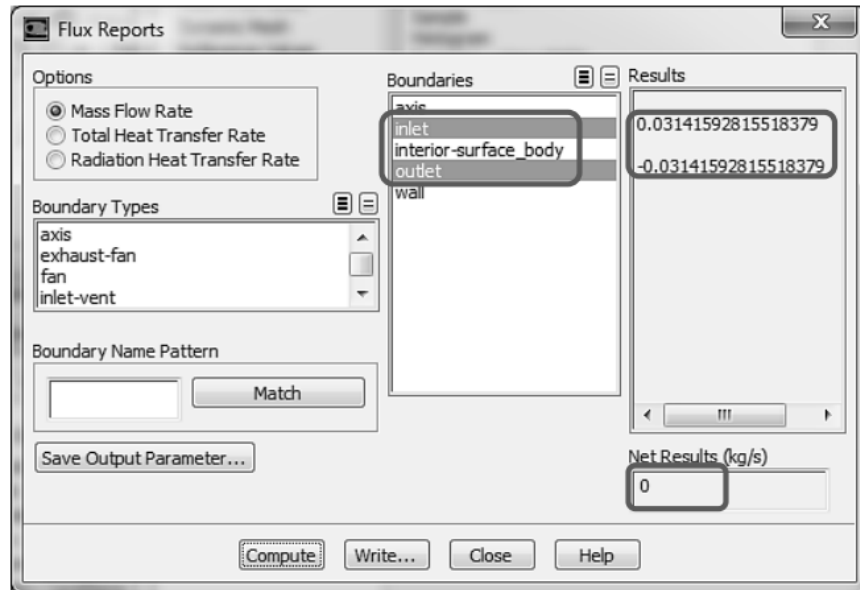 Flux Reports
Options
Mass Flow Rate
Total Heat Transfer Rate
Radiation Heat Transfer Rate
Boundary Types
axis
exhaust-fan
fan
inlet-vent
Boundary Name Pattern
Match
Save Output Parameter...
Boundaries
axis
inlet
interior-surface_body
outlet
wall
Results
0.03141592815518379
-0.03141592815518379
Net Results (kg/s)
0
Compute
Write...
Close
Help